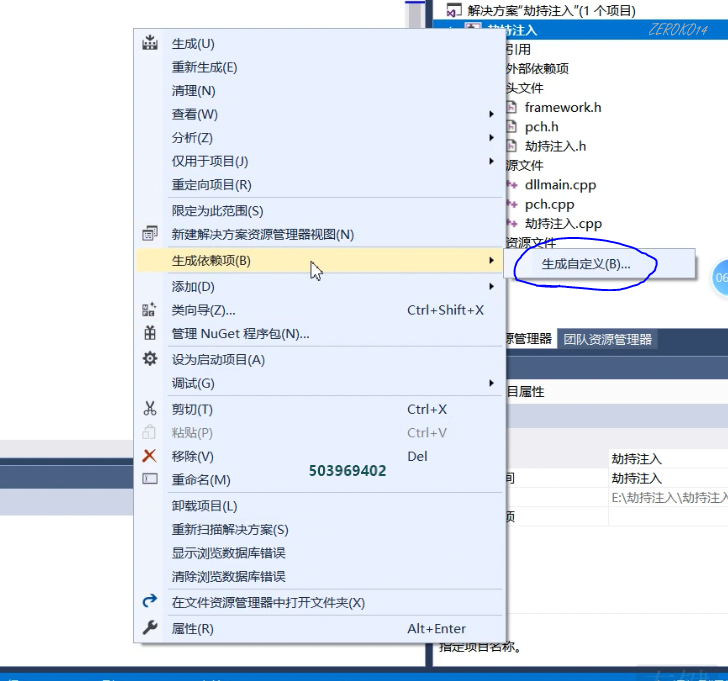 解决方案"劫持注入"(1 个项目)
劫持注入
ZEROKO14
引用
外部依赖项
头文件
framework.h
pch.h
劫持注入.h
源文件
dllmain.cpp
pch.cpp
劫持注入.cpp
资源文件
生成(U)
重新生成(E)
清理(N)
查看(W)
分析(Z)
仅用于项目(J)
重定向项目(R)
限定为此范围(S)
新建解决方案资源管理器视图(N)
生成依赖项(B)
生成自定义(B)...
添加(D)
类向导(Z)... Ctrl+Shift+X
管理 NuGet 程序包(N)...
设为启动项目(A)
调试(G)
剪切(T) Ctrl+X
粘贴(P) Ctrl+V
移除(V) Del
重命名(M)
503969402
卸载项目(L)
重新扫描解决方案(S)
显示浏览数据库错误
清除浏览数据库错误
在文件资源管理器中打开文件夹(X)
属性(R) Alt+Enter
06
源管理器 团队资源管理器
目属性
劫持注入
间 劫持注入
E:\劫持注入\劫持注入
项
指定项目名称。